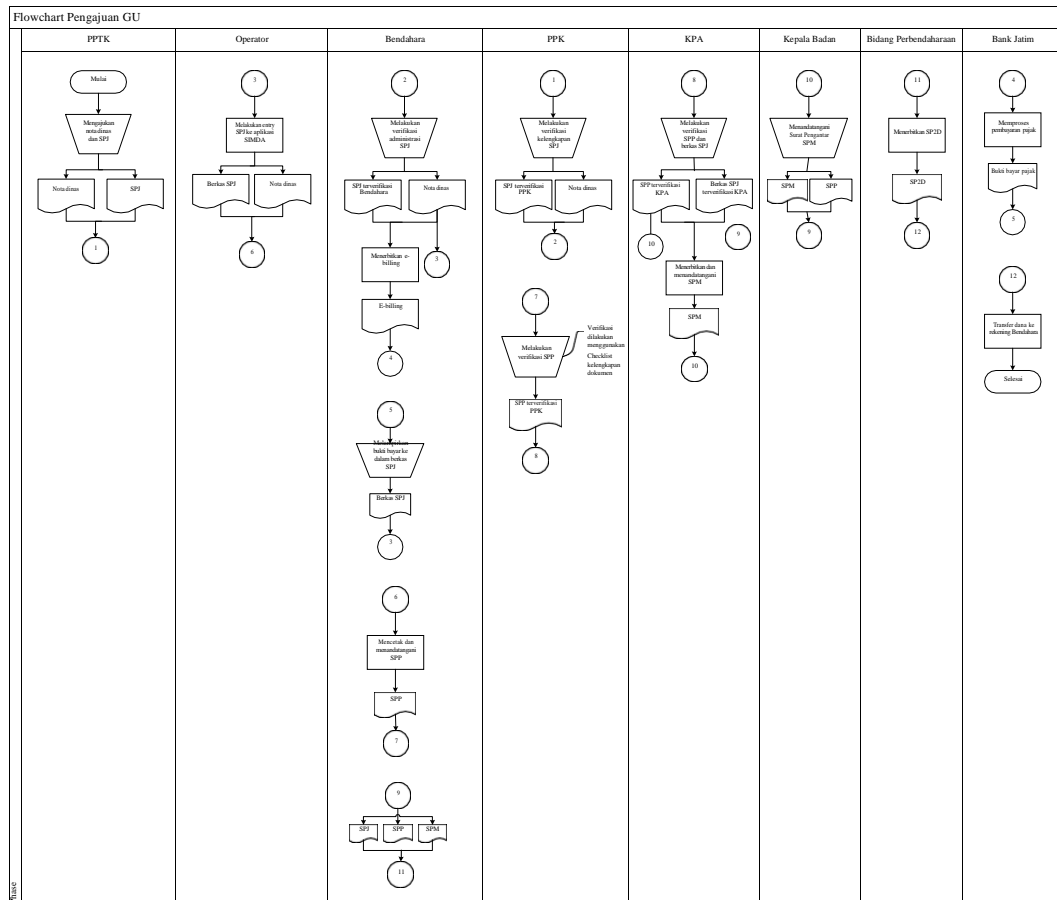 Flowchart Pengajuan GU
PPTK
Operator
Bendahara
PPK
KPA
Kepala Badan
Bidang Perbendaharaan
Bank Jatim
Mulai
Mengajukan
nota dinas
dan SPJ
Nota dinas
SPJ
1
3
Melakukan entry
SPJ ke aplikasi
SIMDA
Berkas SPJ
Nota dinas
6
2
Melakukan
verifikasi
administrasi
SPJ
SPJ terverifikasi
Bendahara
Nota dinas
Menerbitkan e-
billing
3
E-billing
4
5
bukti bayar ke
dalam berkas
SPJ
Berkas SPJ
3
6
Mencetak dan
menandatangani
SPP
SPP
7
9
SPJ
SPP
SPM
11
1
Melakukan
verifikasi
kelengkapan
SPJ
SPJ terverifikasi
PPK
Nota dinas
2
7
Melakukan
verifikasi SPP
Verifikasi
dilakukan
menggunakan
Checklist
kelengkapan
dokumen
SPP terverifikasi
PPK
8
8
Melakukan
verifikasi
SPP dan
berkas SPJ
SPP terverifikasi
KPA
Berkas SPJ
terverifikasi KPA
10
9
Menerbitkan dan
menandatangani
SPM
SPM
10
10
Menandatangani
Surat Pengantar
SPM
SPM
SPP
9
11
Menerbitkan SP2D
SP2D
12
4
Memproses
pembayaran pajak
Bukti bayar pajak
5
12
Transfer dana ke
rekening Bendahara
Selesai